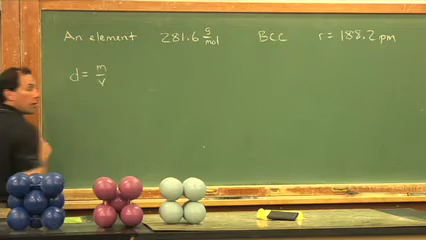 An element 281.6 g/mol BCC r = 188.2 pm
d = m/V